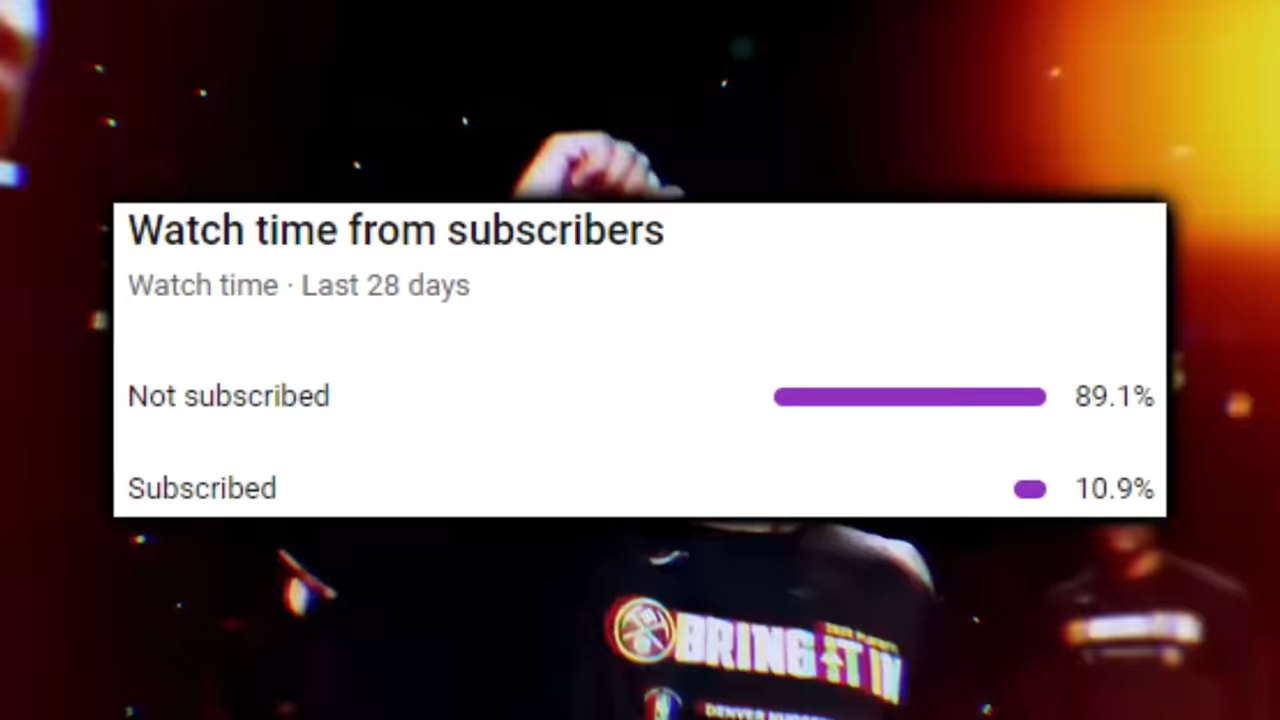 Watch time from subscribers
Watch time · Last 28 days
Not subscribed 89.1%
Subscribed 10.9%
BRING IT IN
DENVER